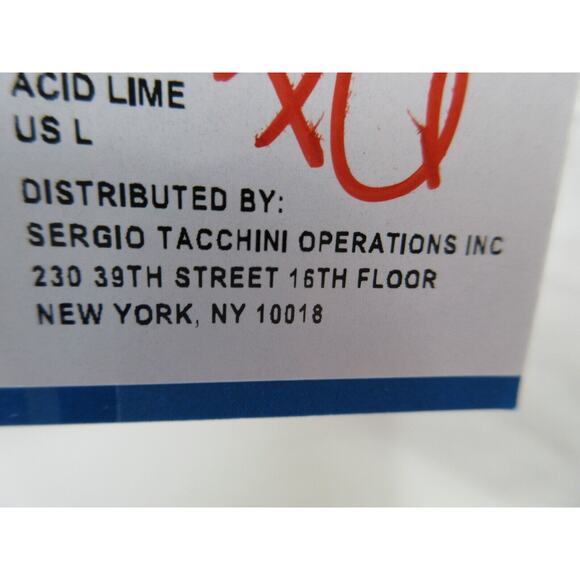 ACID LIME
US L
DISTRIBUTED BY:
SERGIO TACCHINI OPERATIONS INC
230 39TH STREET 16TH FLOOR
NEW YORK, NY 10018